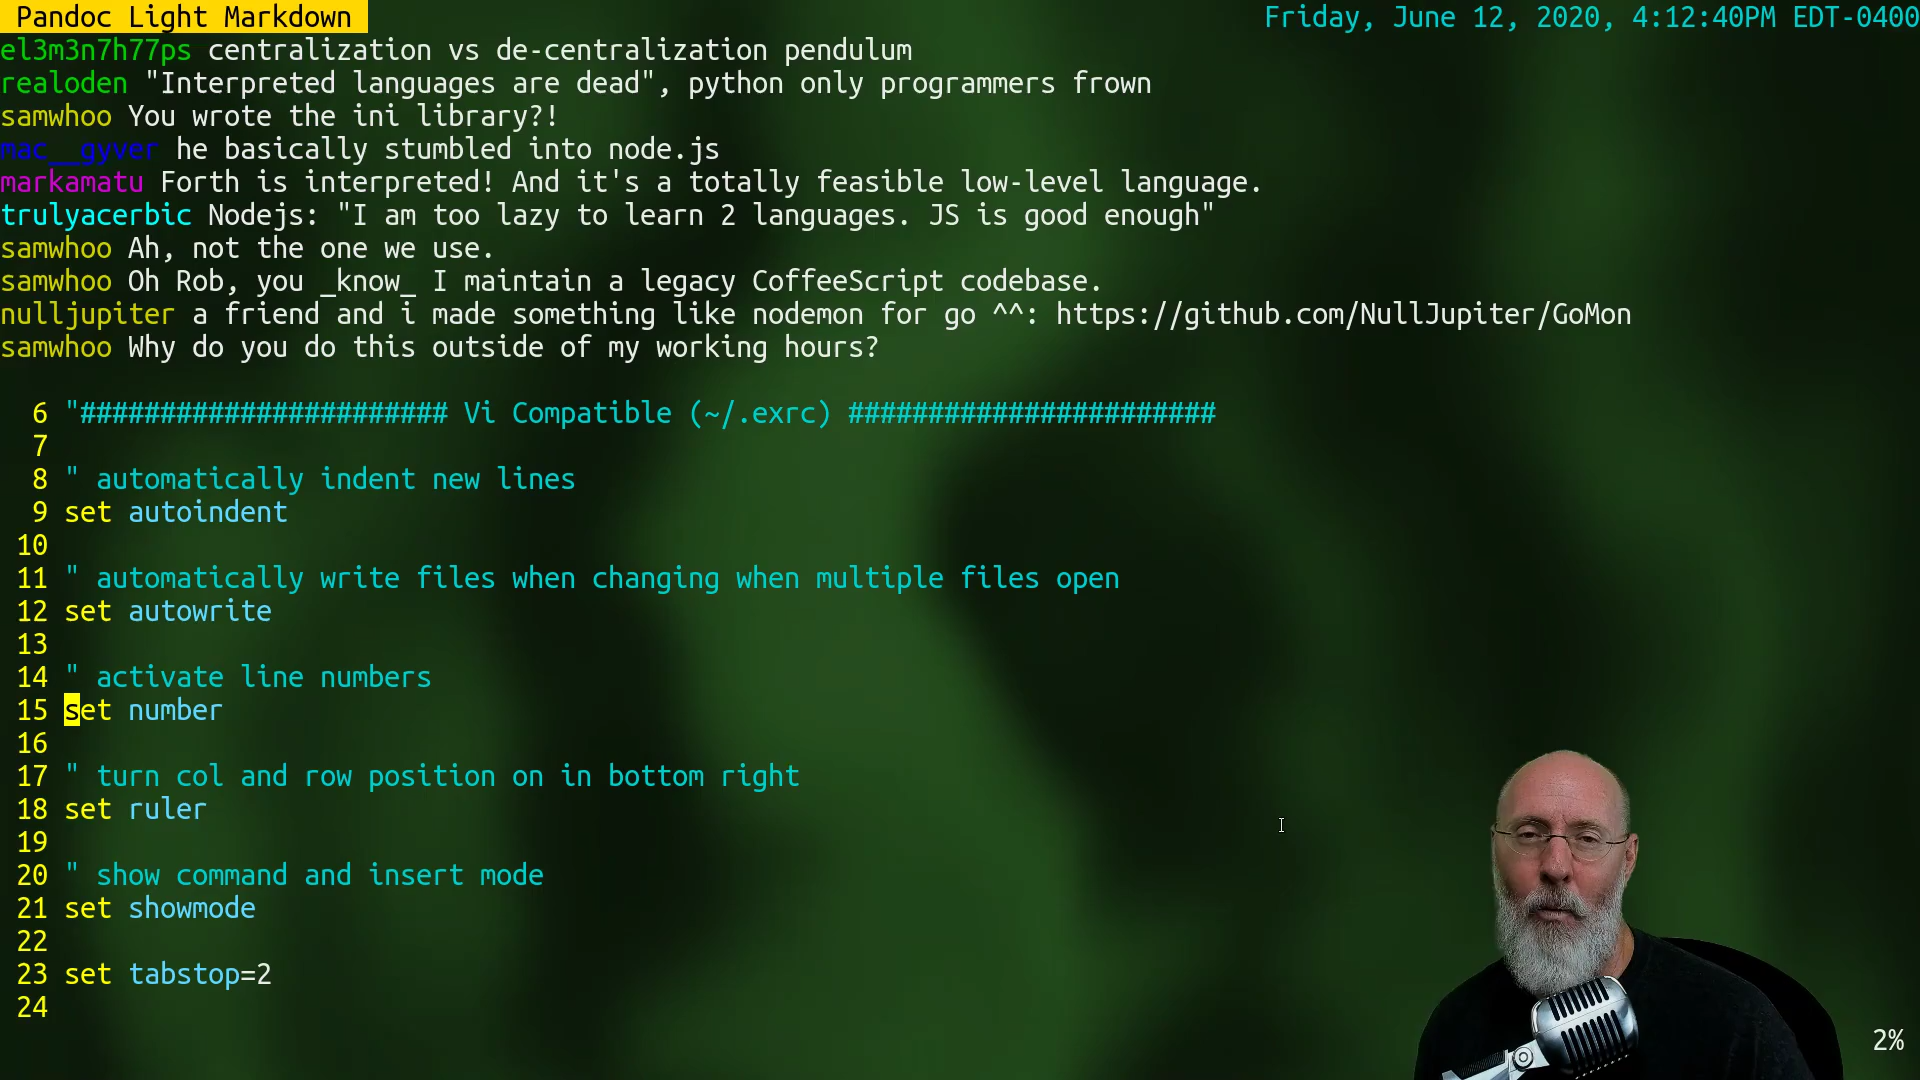 Pandoc Light Markdown
Friday, June 12, 2020, 4:12:40PM EDT-0400
el3m3n7h77ps centralization vs de-centralization pendulum
realoden "Interpreted languages are dead", python only programmers frown
samwhoo You wrote the ini library?!
mac__gyver he basically stumbled into node.js
markamatu Forth is interpreted! And it's a totally feasible low-level language.
trulyacerbic Nodejs: "I am too lazy to learn 2 languages. JS is good enough"
samwhoo Ah, not the one we use.
samwhoo Oh Rob, you _know_ I maintain a legacy CoffeeScript codebase.
nulljupiter a friend and i made something like nodemon for go ^^: https://github.com/NullJupiter/GoMon
samwhoo Why do you do this outside of my working hours?
6 "####################### Vi Compatible (~/.exrc) #######################
7
8 " automatically indent new lines
9 set autoindent
10
11 " automatically write files when changing when multiple files open
12 set autowrite
13
14 " activate line numbers
15 set number
16
17 " turn col and row position on in bottom right
18 set ruler
19
20 " show command and insert mode
21 set showmode
22
23 set tabstop=2
24
2%